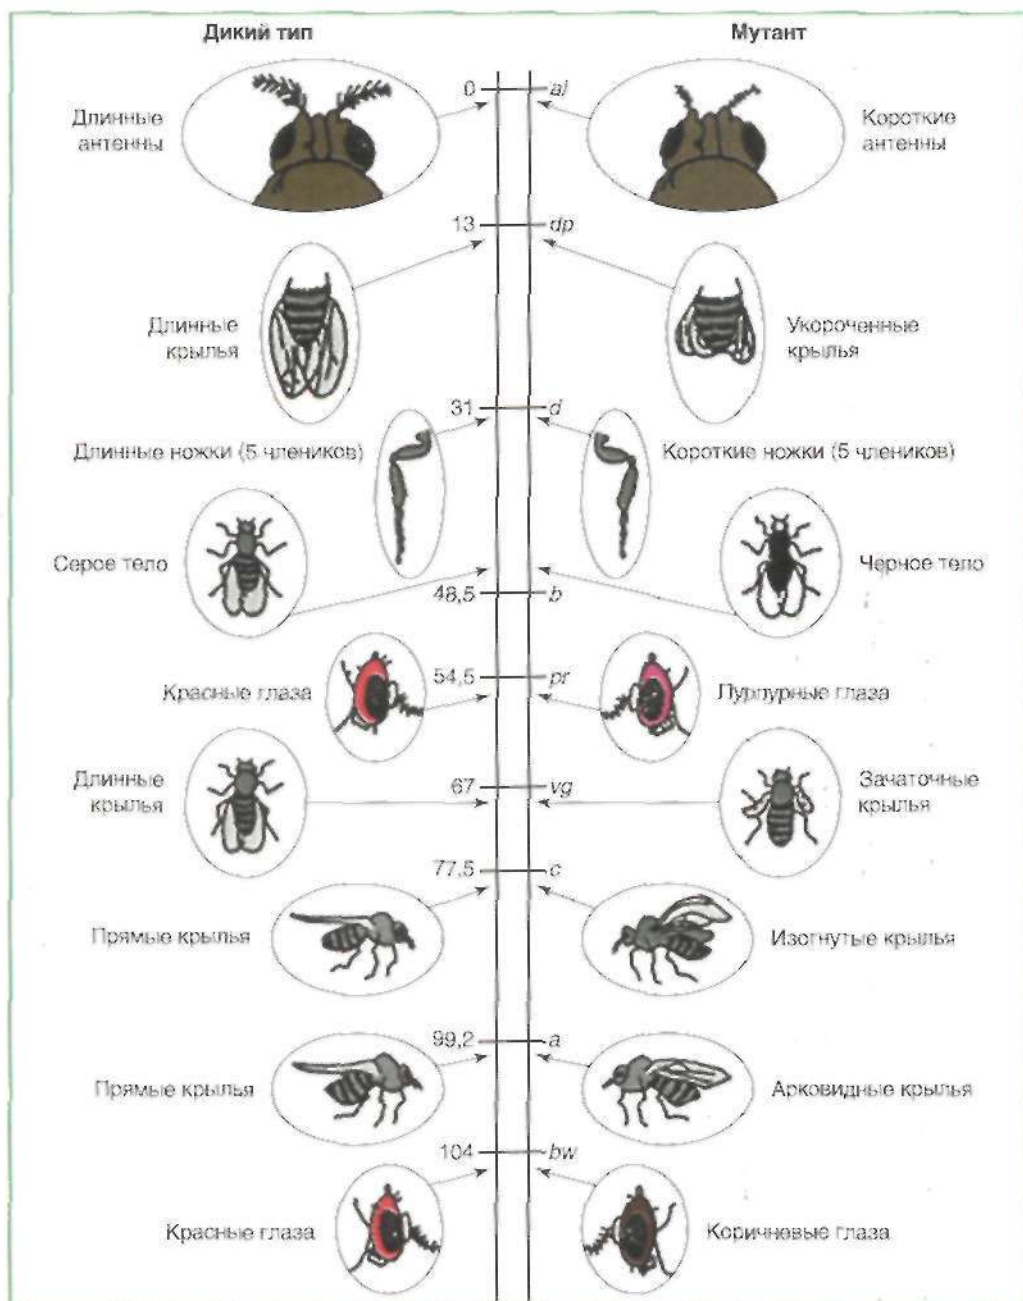 Дикий тип
Мутант
Длинные
антенны
0
al
Короткие
антенны
13
dp
Длинные
крылья
Укороченные
крылья
31
d
Длинные ножки (5 члеников)
Короткие ножки (5 члеников)
Серое тело
48,5
b
Черное тело
Красные глаза
54,5
pr
Пурпурные глаза
Длинные
крылья
67
vg
Зачаточные
крылья
77,5
c
Прямые крылья
Изогнутые крылья
99,2
a
Прямые крылья
Арковидные крылья
104
bw
Красные глаза
Коричневые глаза